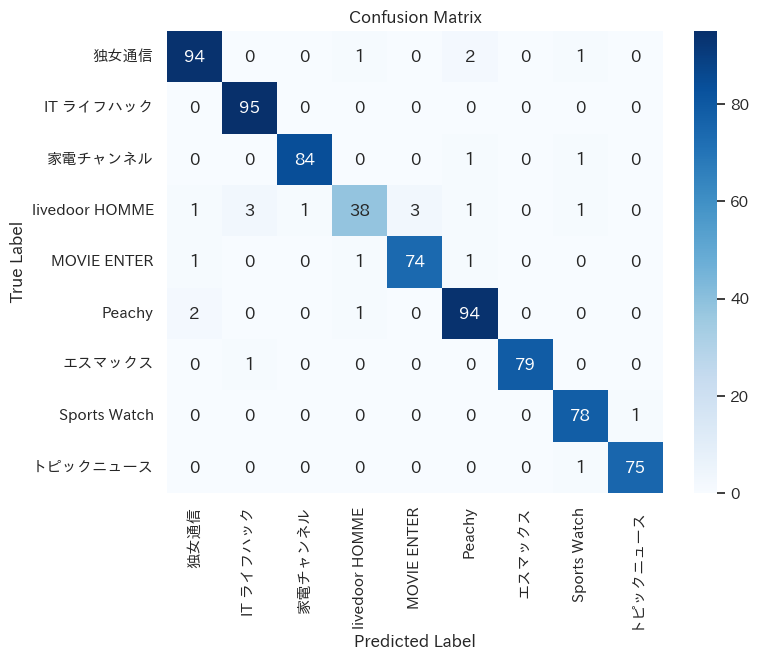 Confusion Matrix
独女通信 94 0 0 1 0 2 0 1 0
IT ライフハック 0 95 0 0 0 0 0 0 0
家電チャンネル 0 0 84 0 0 1 0 1 0
livedoor HOMME 1 3 1 38 3 1 0 1 0
MOVIE ENTER 1 0 0 1 74 1 0 0 0
Peachy 2 0 0 1 0 94 0 0 0
エスマックス 0 1 0 0 0 0 79 0 0
Sports Watch 0 0 0 0 0 0 0 78 1
トピックニュース 0 0 0 0 0 0 0 1 75
True Label
独女通信
IT ライフハック
家電チャンネル
livedoor HOMME
MOVIE ENTER
Peachy
エスマックス
Sports Watch
トピックニュース
Predicted Label
80
60
40
20
0